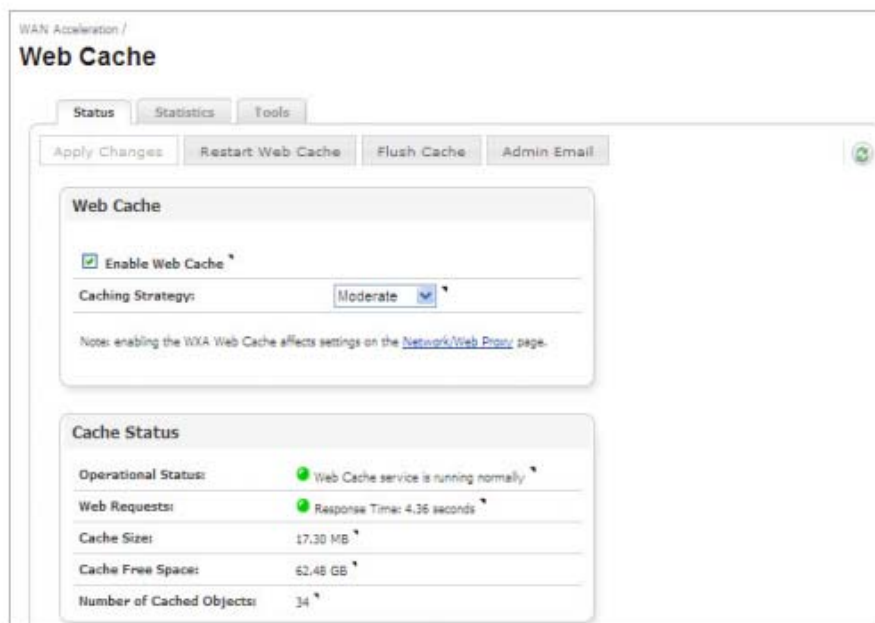 WAN Acceleration /
Web Cache
Status Statistics Tools
Apply Changes Restart Web Cache Flush Cache Admin Email
Web Cache
Enable Web Cache
Caching Strategy: Moderate
Note: enabling the WXA Web Cache affects settings on the Network/Web Proxy page.
Cache Status
Operational Status: Web Cache service is running normally
Web Requests: Response Time: 4.36 seconds
Cache Size: 17.30 MB
Cache Free Space: 62.48 GB
Number of Cached Objects: 34